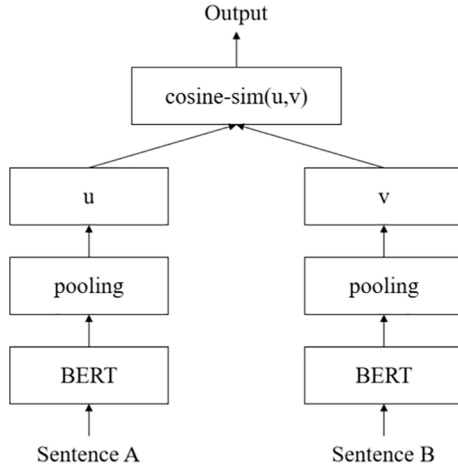 Output
cosine-sim(u,v)
u
v
pooling
pooling
BERT
BERT
Sentence A
Sentence B